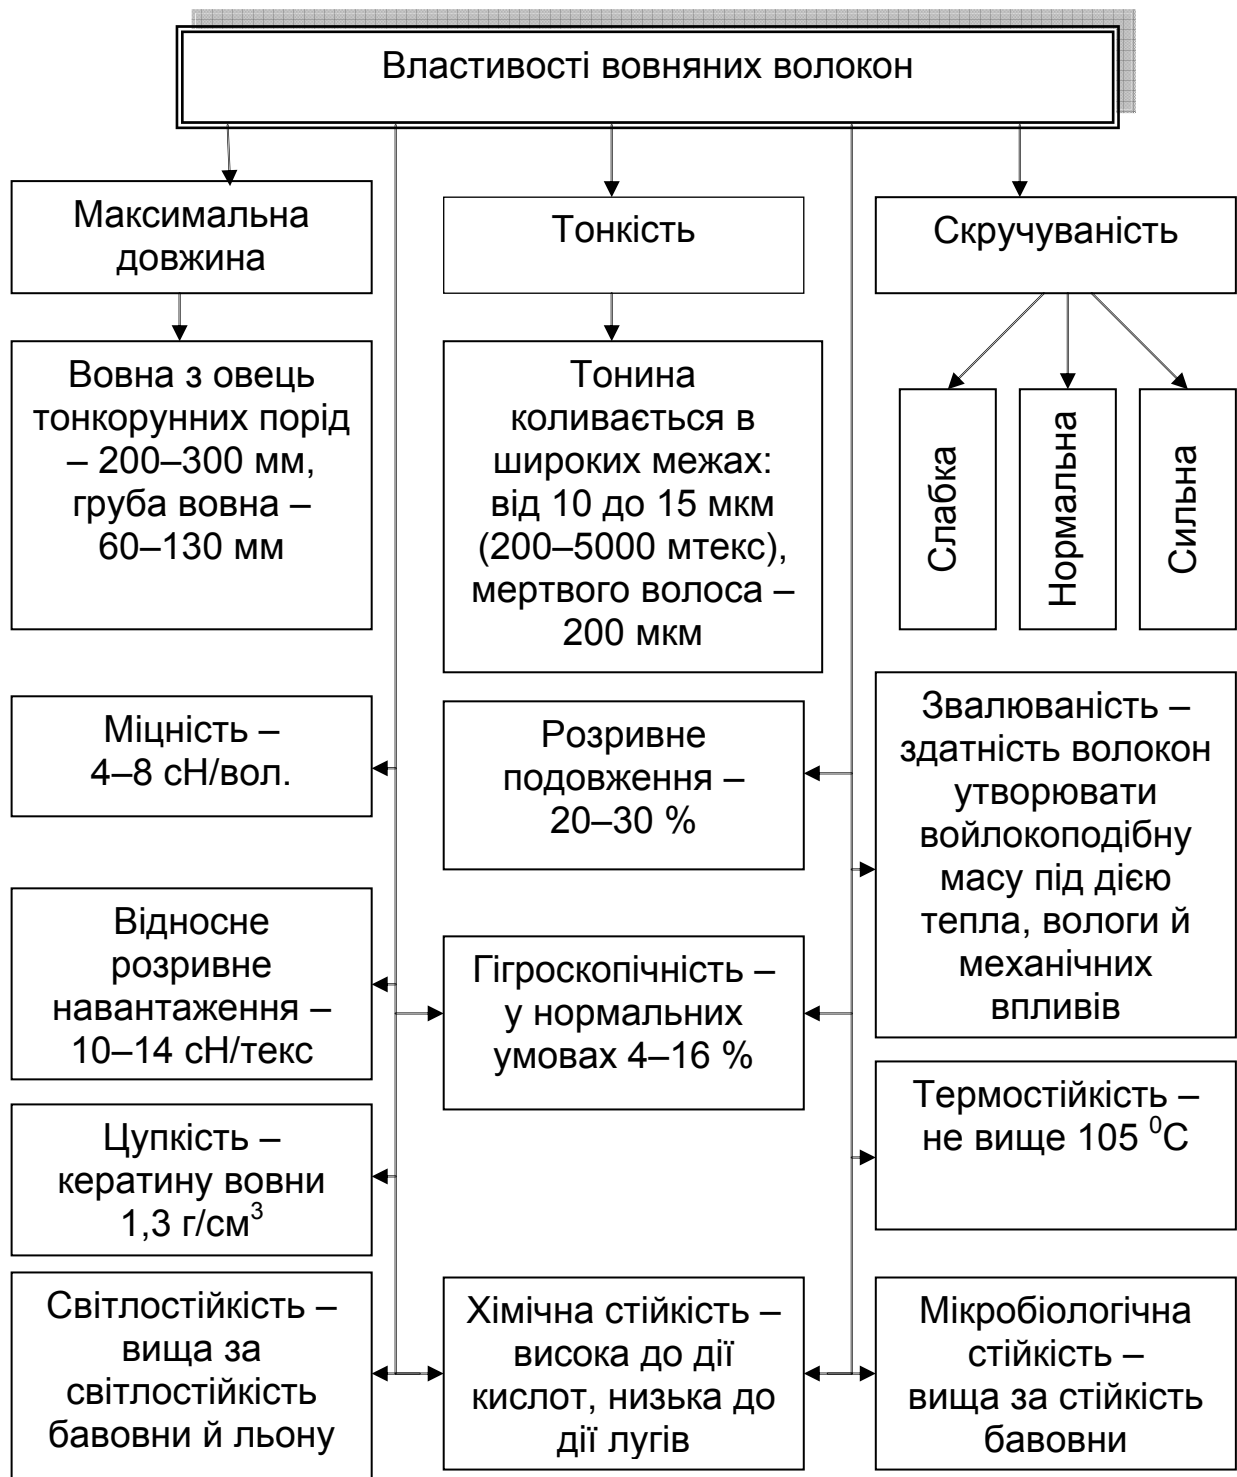 Властивості вовняних волокон
Максимальна
довжина
Тонкість
Скручуваність
Вовна з овець
тонкорунних порід
– 200–300 мм,
груба вовна –
60–130 мм
Тонина
коливається в
широких межах:
від 10 до 15 мкм
(200–5000 мтекс),
мертвого волоса –
200 мкм
Слабка
Нормальна
Сильна
Міцність –
4–8 сН/вол.
Розривне
подовження –
20–30 %
Звалюваність –
здатність волокон
утворювати
войлокоподібну
масу під дією
тепла, вологи й
механічних
впливів
Відносне
розривне
навантаження –
10–14 сН/текс
Гігроскопічність –
у нормальних
умовах 4–16 %
Цупкість –
кератину вовни
1,3 г/см³
Термостійкість –
не вище 105 ⁰С
Світлостійкість –
вища за
світлостійкість
бавовни й льону
Хімічна стійкість –
висока до дії
кислот, низька до
дії лугів
Мікробіологічна
стійкість –
вища за стійкість
бавовни